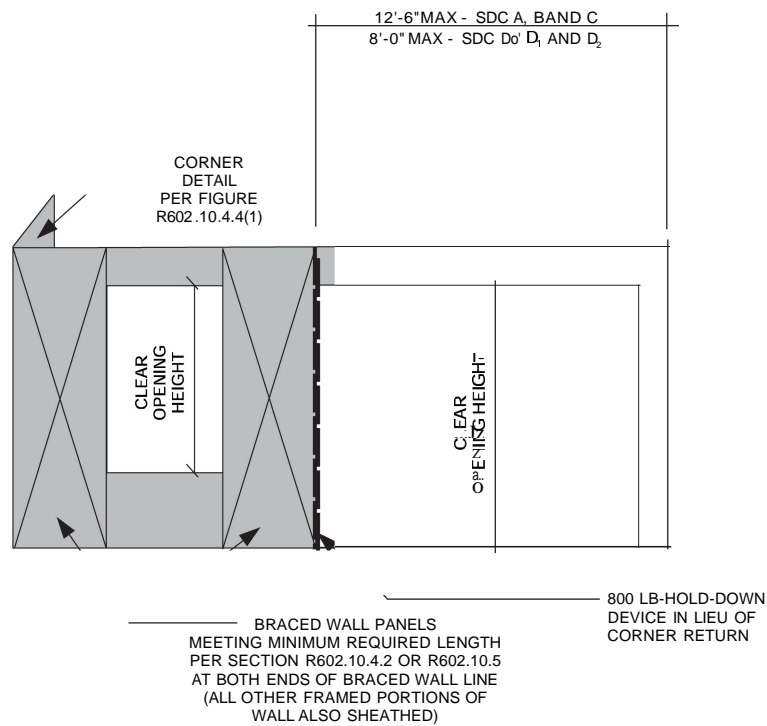 12'-6"MAX - SDC A, BAND C
8'-0" MAX - SDC Do' D₁ AND D₂
CORNER
DETAIL
PER FIGURE
R602.10.4.4(1)
CLEAR
OPENING
HEIGHT
OPENING HEIGHT
800 LB-HOLD-DOWN
DEVICE IN LIEU OF
CORNER RETURN
BRACED WALL PANELS
MEETING MINIMUM REQUIRED LENGTH
PER SECTION R602.10.4.2 OR R602.10.5
AT BOTH ENDS OF BRACED WALL LINE
(ALL OTHER FRAMED PORTIONS OF
WALL ALSO SHEATHED)